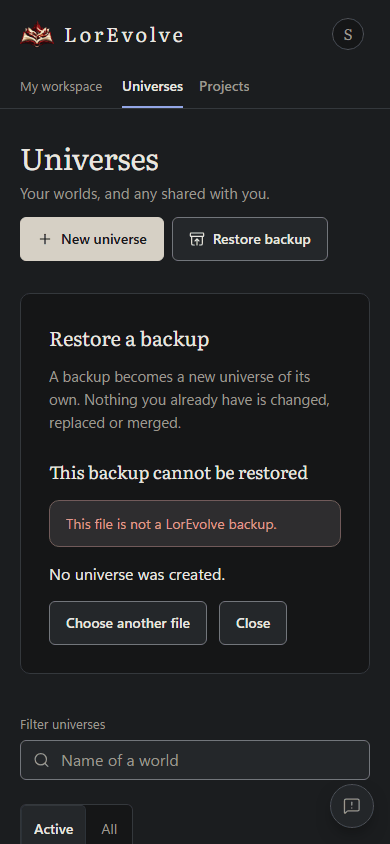 LorEvolve
S
My workspace
Universes
Projects
Universes
Your worlds, and any shared with you.
New universe
Restore backup
Restore a backup
A backup becomes a new universe of its
own. Nothing you already have is changed,
replaced or merged.
This backup cannot be restored
This file is not a LorEvolve backup.
No universe was created.
Choose another file
Close
Filter universes
Name of a world
Active
All